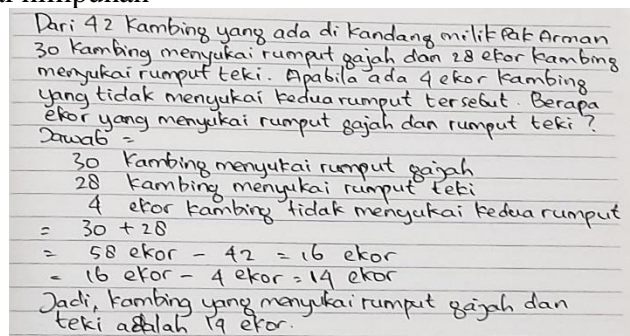 Dari 42 Kambing yang ada di Kandang milik Pak Arman
30 Kambing menyukai rumput gajah dan 28 ekor Kambing
menyukai rumput teki. Apabila ada 4 ekor kambing
yang tidak menyukai kedua rumput tersebut. Berapa
ekor yang menyukai rumput gajah dan rumput teki ?
Jawab =
30 Kambing menyukai rumput gajah
28 Kambing menyukai rumput teki
4 ekor kambing tidak menyukai kedua rumput
= 30 + 28
= 58 ekor - 42 = 16 ekor
= 16 ekor - 4 ekor = 14 ekor
Jadi, kambing yang menyukai rumput gajah dan
teki adalah 14 ekor.